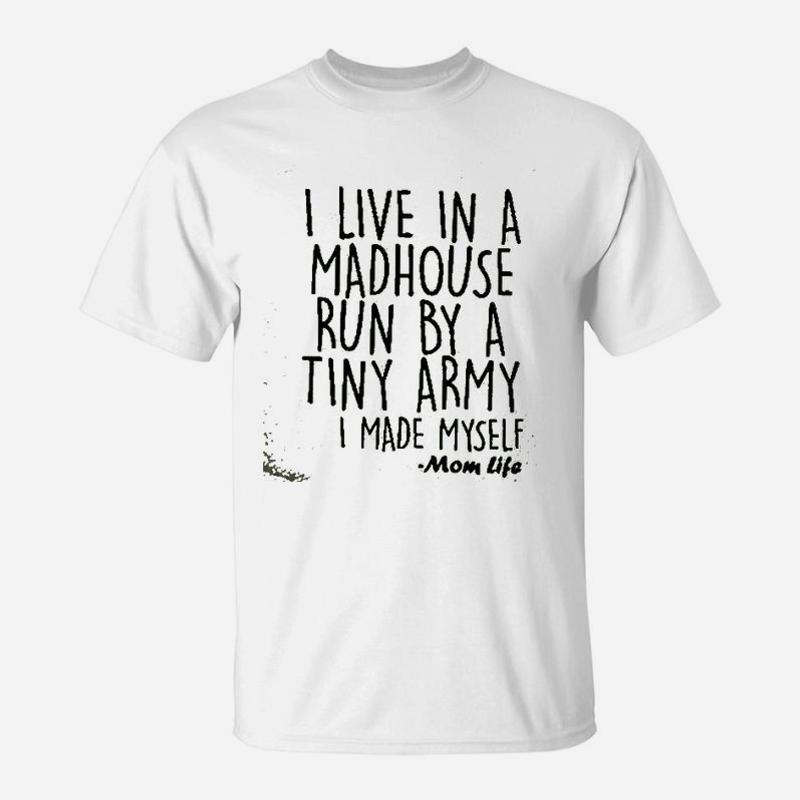 I LIVE IN A
MADHOUSE
RUN BY A
TINY ARMY
I MADE MYSELF
-Mom Life